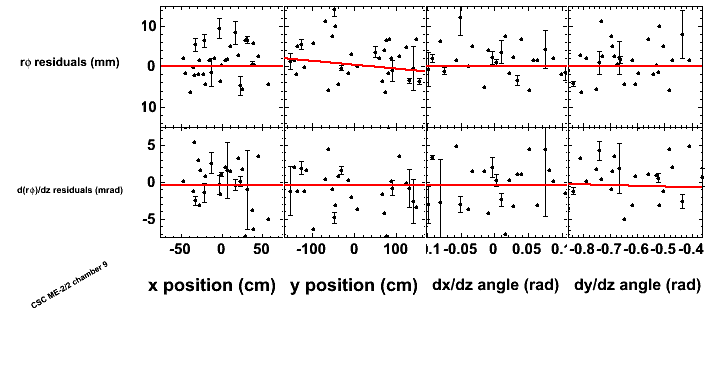 10
rφ residuals (mm)
0
10
5
d(rφ)/dz residuals (mrad)
0
-5
-50 0 50 -100 0 100 0.1 -0.05 0 0.05 0.1 -0.8 -0.7 -0.6 -0.5 -0.4
x position (cm) y position (cm) dx/dz angle (rad) dy/dz angle (rad)
CSC ME-2/2 chamber 9